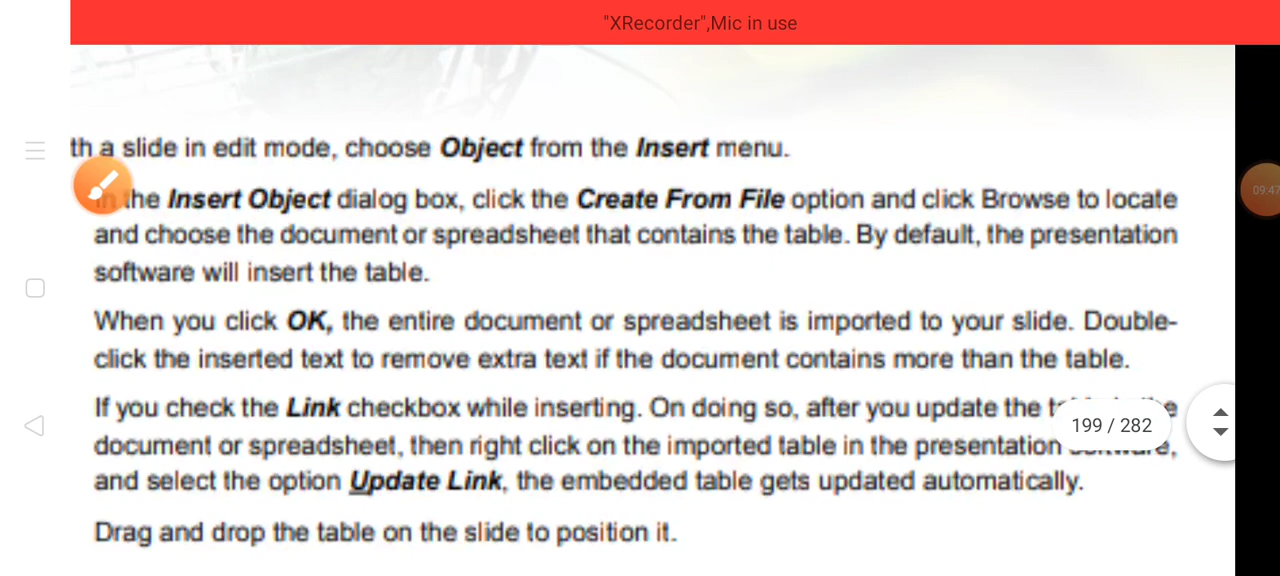 "XRecorder",Mic in use
th a slide in edit mode, choose Object from the Insert menu.
the Insert Object dialog box, click the Create From File option and click Browse to locate
09:47
and choose the document or spreadsheet that contains the table. By default, the presentation
software will insert the table.
When you click OK, the entire document or spreadsheet is imported to your slide. Double-
click the inserted text to remove extra text if the document contains more than the table.
If you check the Link checkbox while inserting. On doing so, after you update the
199 / 282
document or spreadsheet, then right click on the imported table in the presentation
and select the option Update Link, the embedded table gets updated automatically.
Drag and drop the table on the slide to position it.